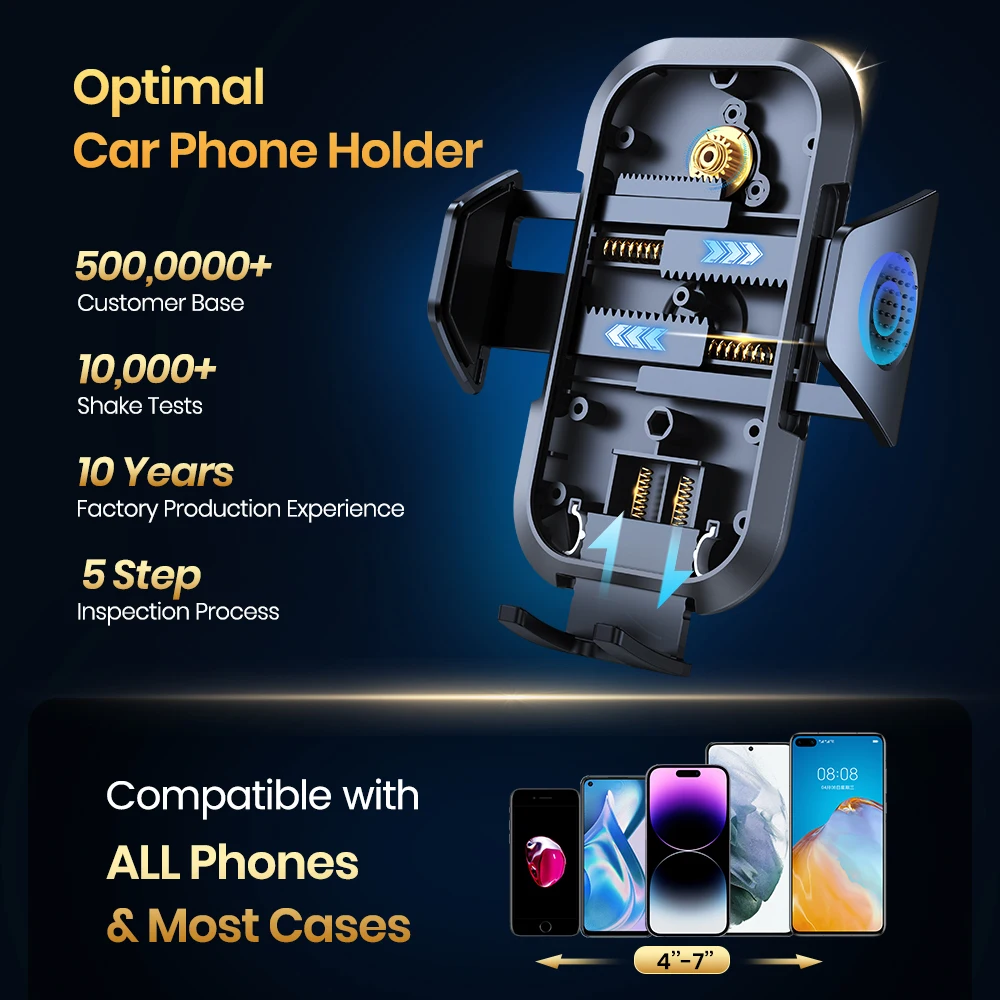 Optimal
Car Phone Holder
500,0000+
Customer Base
10,000+
Shake Tests
10 Years
Factory Production Experience
5 Step
Inspection Process
Compatible with
ALL Phones
& Most Cases
08:08
4”-7”